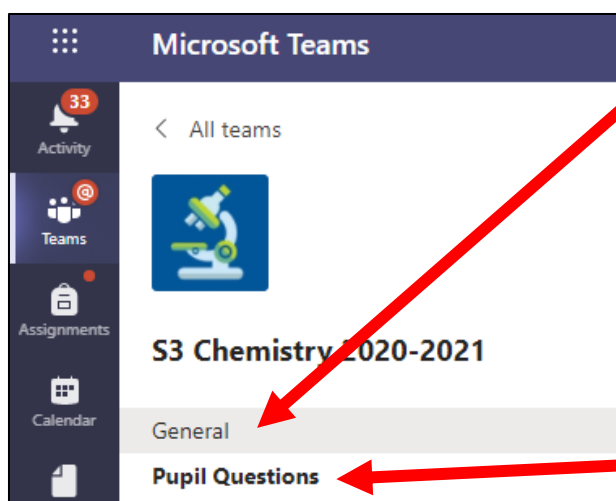 Microsoft Teams
33
Activity
< All teams
@
Teams
Assignments
S3 Chemistry 2020-2021
Calendar
General
Pupil Questions